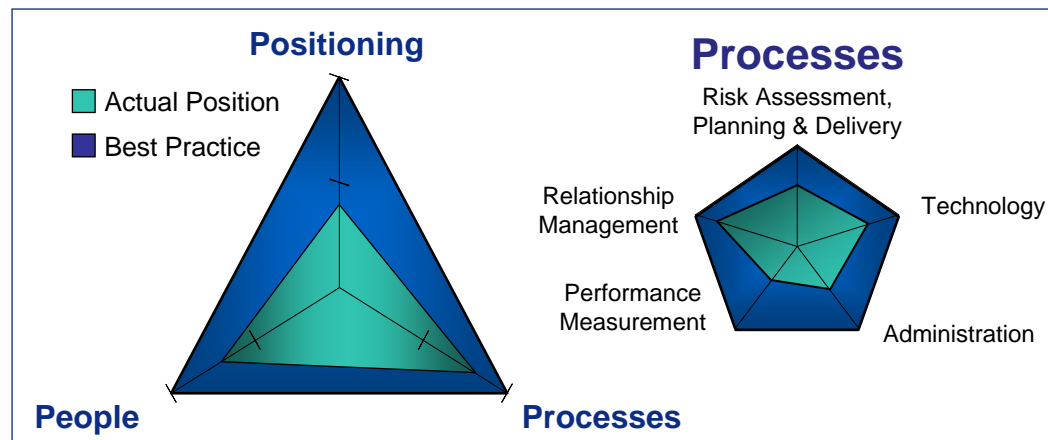 Positioning
Actual Position
Best Practice
People
Processes
Processes
Risk Assessment,
Planning & Delivery
Relationship
Management
Technology
Performance
Measurement
Administration